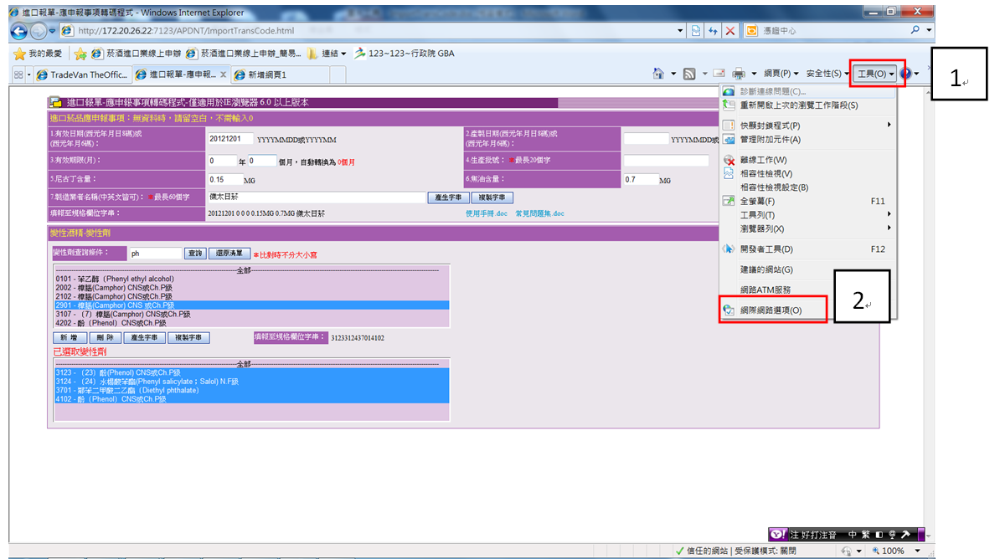 進口報單-應申報事項轉碼程式 - Windows Internet Explorer
http://172.20.26.22:7123/APDNT/ImportTransCode.html
憑證中心
我的最愛 菸酒進口業線上申辦 菸酒進口業線上申辦_簡易... 連結 123~123~行政院 GBA
TradeVan TheOffic... 進口報單-應申報... X 新增網頁1
網頁(P) 安全性(S) 工具(O)
1
進口報單-應申報事項轉碼程式-僅適用於IE瀏覽器 6.0 以上版本
進口菸品應申報事項：無資料時，請留空白，不需輸入0
1.有效日期(西元年月日8碼)或
(西元年月6碼)：
20121201 YYYYMMDD或YYYYMM
2.產製日期(西元年月日8碼)或
(西元年月6碼)：
YYYYMMDD或
3.有效期限(月)：
0 年 0 個月，自動轉換為 0個月
4.生產批號： *最長20個字
5.尼古丁含量：
0.15 MG
6.焦油含量：
0.7 MG
7.製造業者名稱(中英文皆可)： *最長60個字
傑太日菸
產生字串 複製字串
填報至規格欄位字串：
20121201 0 0 0 0.15MG 0.7MG 傑太日菸
使用手冊.doc 常見問題集.doc
變性酒精-變性劑
變性劑查詢條件： ph 查詢 還原清單 *比對時不分大小寫
全部
0101 - 苯乙醇（Phenyl ethyl alcohol)
2002 - 樟腦(Camphor) CNS或Ch.P級
2102 - 樟腦(Camphor) CNS或Ch.P級
2901 - 樟腦(Camphor) CNS 或Ch.P級
3107 -（7）樟腦(Camphor) CNS或Ch.P級
4202 - 酚（Phenol）CNS或Ch.P級
新 增 刪 除 產生字串 複製字串 填報至規格欄位字串： 3123312437014102
已選取變性劑
全部
3123 -（23）酚(Phenol) CNS或Ch.P級
3124 -（24）水楊酸苯酯(Phenyl salicylate；Salol) N.F級
3701 - 鄰苯二甲酸二乙酯（Diethyl phthalate）
4102 - 酚（Phenol）CNS或Ch.P級
診斷連線問題(C)...
重新開啟上次的瀏覽工作階段(S)
快顯封鎖程式(P)
管理附加元件(A)
離線工作(W)
相容性檢視(V)
相容性檢視設定(B)
全螢幕(F) F11
工具列(T)
瀏覽器列(X)
開發者工具(D) F12
建議的網站(G)
網路ATM服務
網際網路選項(O)
2
Y! 注 好打注音 中 繁
信任的網站 | 受保護模式: 關閉
100%